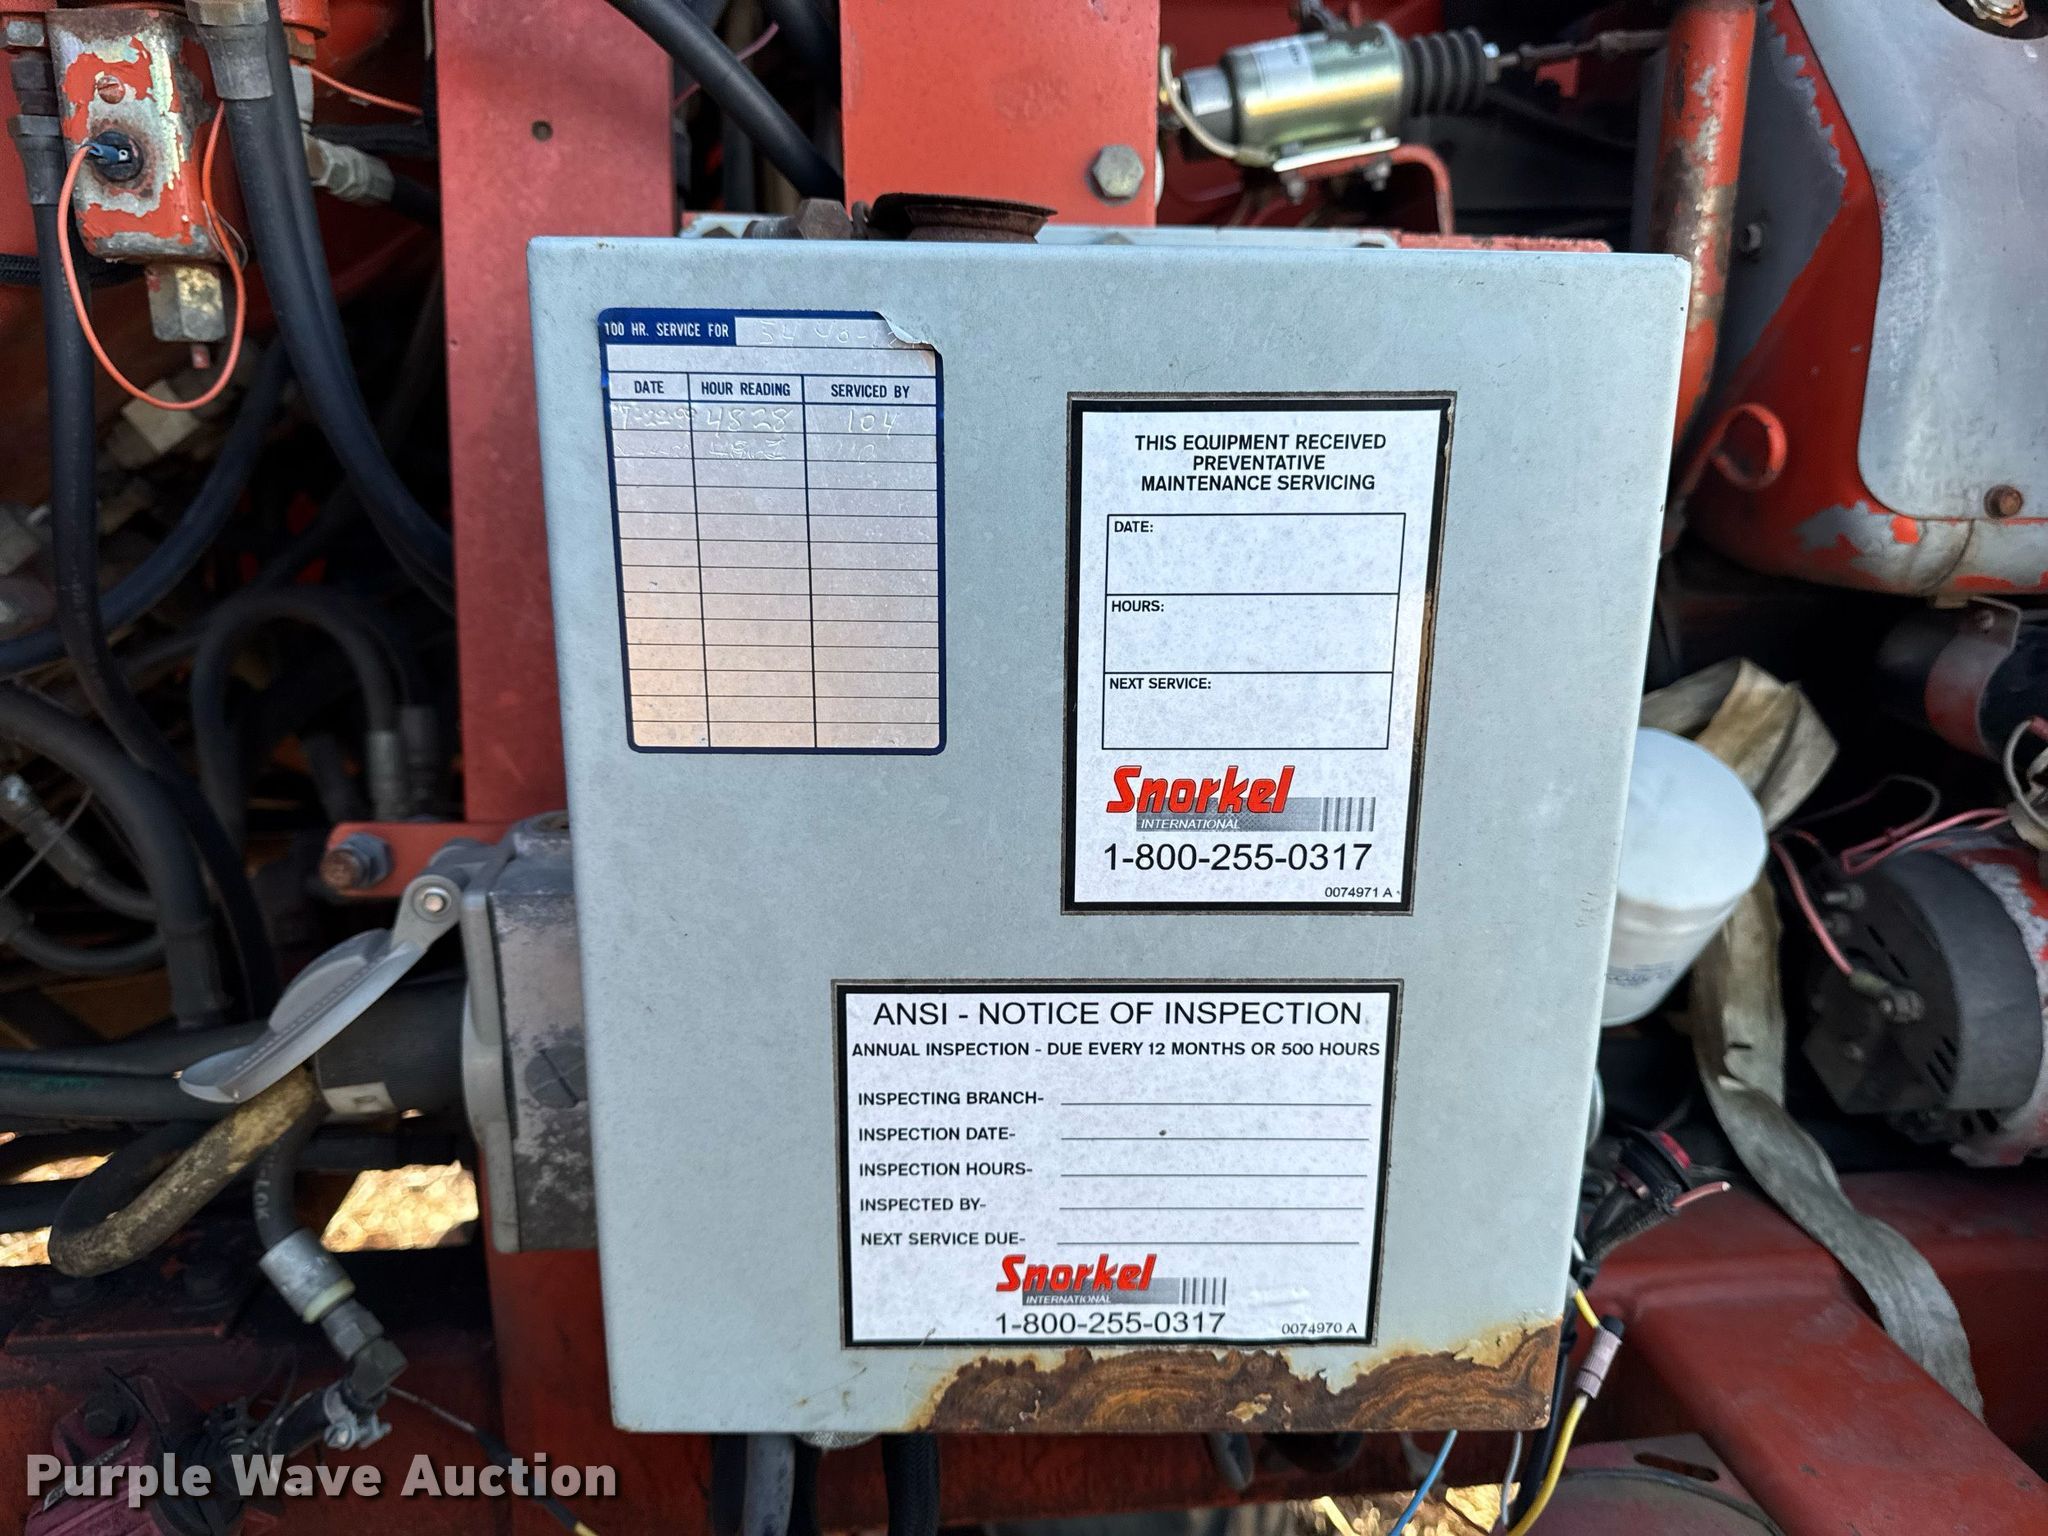 100 HR. SERVICE FOR
DATE HOUR READING SERVICED BY
4828 104
THIS EQUIPMENT RECEIVED
PREVENTATIVE
MAINTENANCE SERVICING
DATE:
HOURS:
NEXT SERVICE:
Snorkel
INTERNATIONAL
1-800-255-0317
0074971 A
ANSI - NOTICE OF INSPECTION
ANNUAL INSPECTION - DUE EVERY 12 MONTHS OR 500 HOURS
INSPECTING BRANCH-
INSPECTION DATE-
INSPECTION HOURS-
INSPECTED BY-
NEXT SERVICE DUE-
Snorkel
INTERNATIONAL
1-800-255-0317
0074970 A
Purple Wave Auction